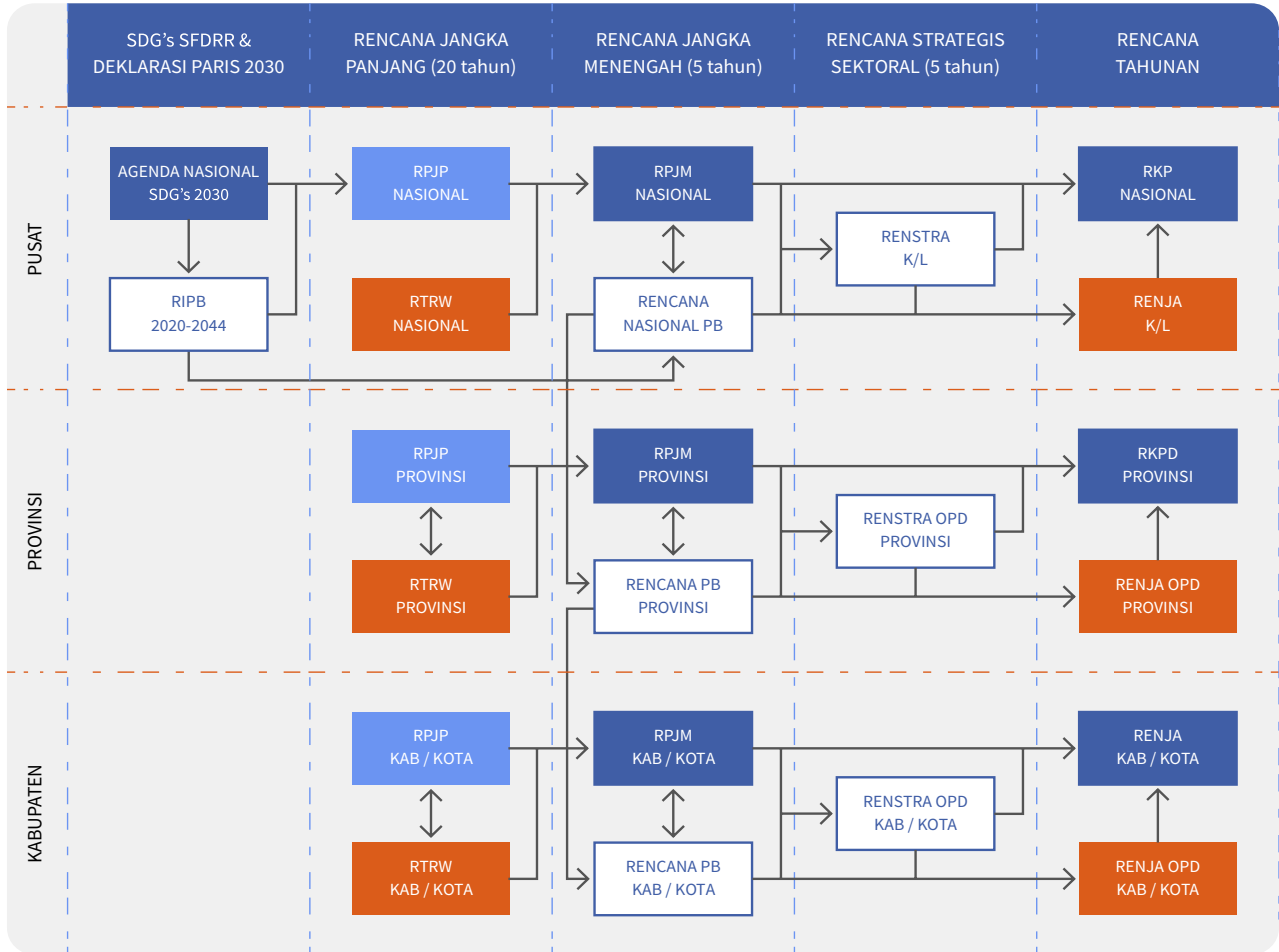 SDG's SFDRR &
DEKLARASI PARIS 2030
RENCANA JANGKA
PANJANG (20 tahun)
RENCANA JANGKA
MENENGAH (5 tahun)
RENCANA STRATEGIS
SEKTORAL (5 tahun)
RENCANA
TAHUNAN
PUSAT
AGENDA NASIONAL
SDG's 2030
RPJP
NASIONAL
RPJM
NASIONAL
RKP
NASIONAL
RENSTRA
K/L
RIPB
2020-2044
RTRW
NASIONAL
RENCANA
NASIONAL PB
RENJA
K/L
PROVINSI
RPJP
PROVINSI
RPJM
PROVINSI
RKPD
PROVINSI
RENSTRA OPD
PROVINSI
RTRW
PROVINSI
RENCANA PB
PROVINSI
RENJA OPD
PROVINSI
KABUPATEN
RPJP
KAB / KOTA
RPJM
KAB / KOTA
RENJA
KAB / KOTA
RENSTRA OPD
KAB / KOTA
RTRW
KAB / KOTA
RENCANA PB
KAB / KOTA
RENJA OPD
KAB / KOTA